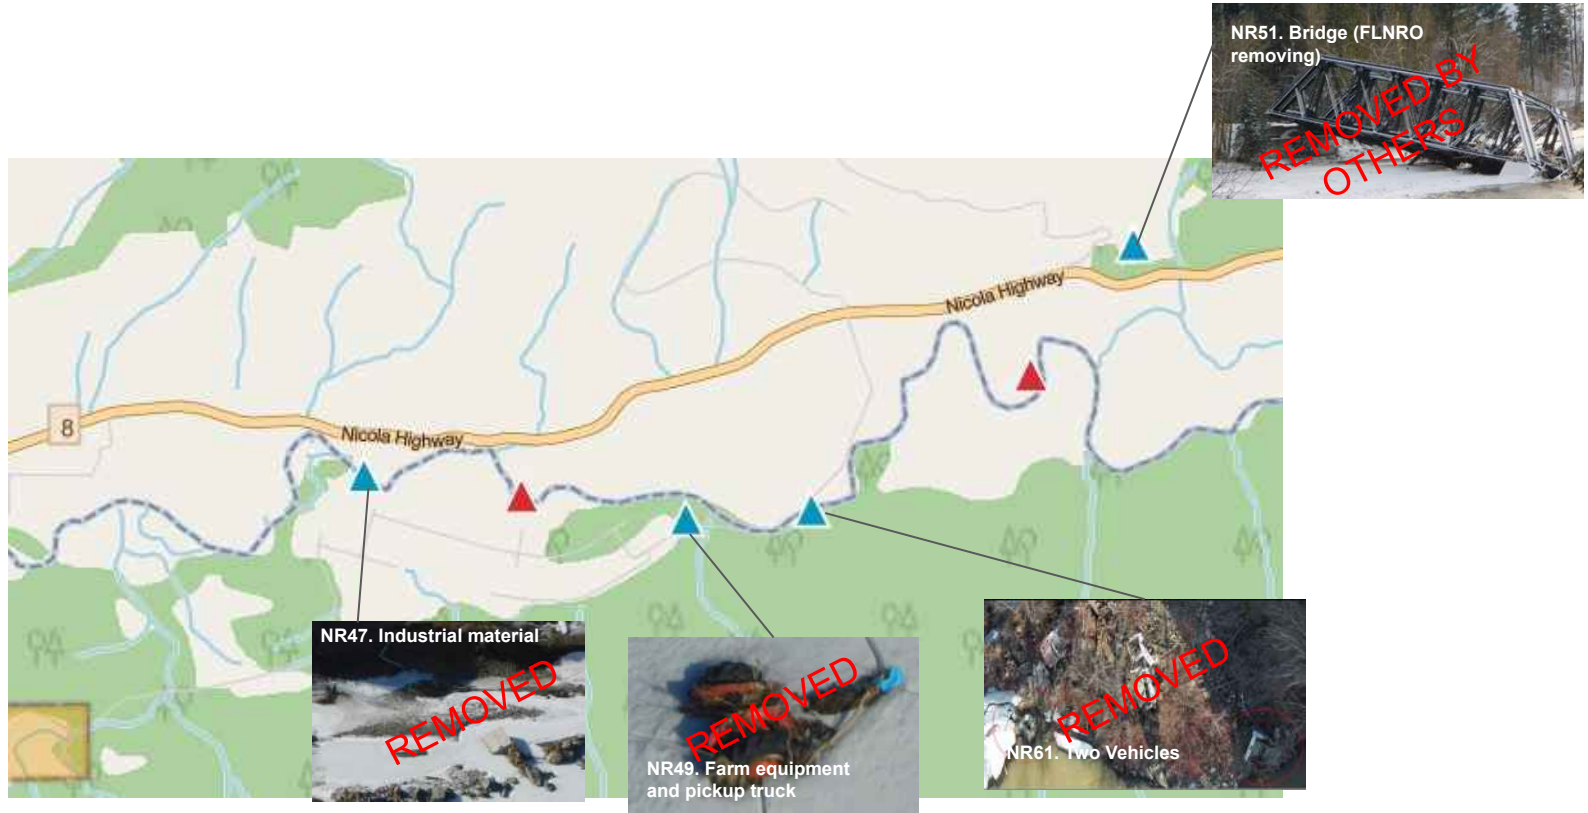 NR51. Bridge (FLNRO
removing)
REMOVED BY
OTHERS
Nicola Highway
8
Nicola Highway
NR47. Industrial material
REMOVED
REMOVED
NR49. Farm equipment
and pickup truck
REMOVED
NR61. Two Vehicles